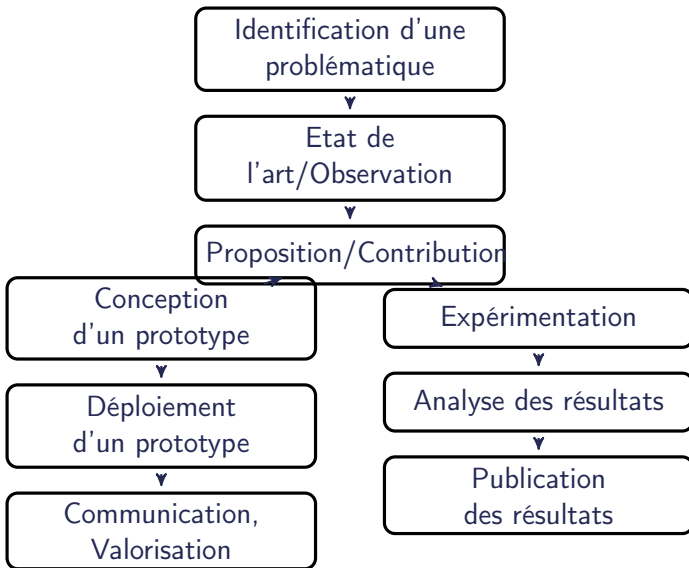 Identification d'une
problématique
Etat de
l'art/Observation
Proposition/Contribution
Conception
d'un prototype
Déploiement
d'un prototype
Communication,
Valorisation
Expérimentation
Analyse des résultats
Publication
des résultats